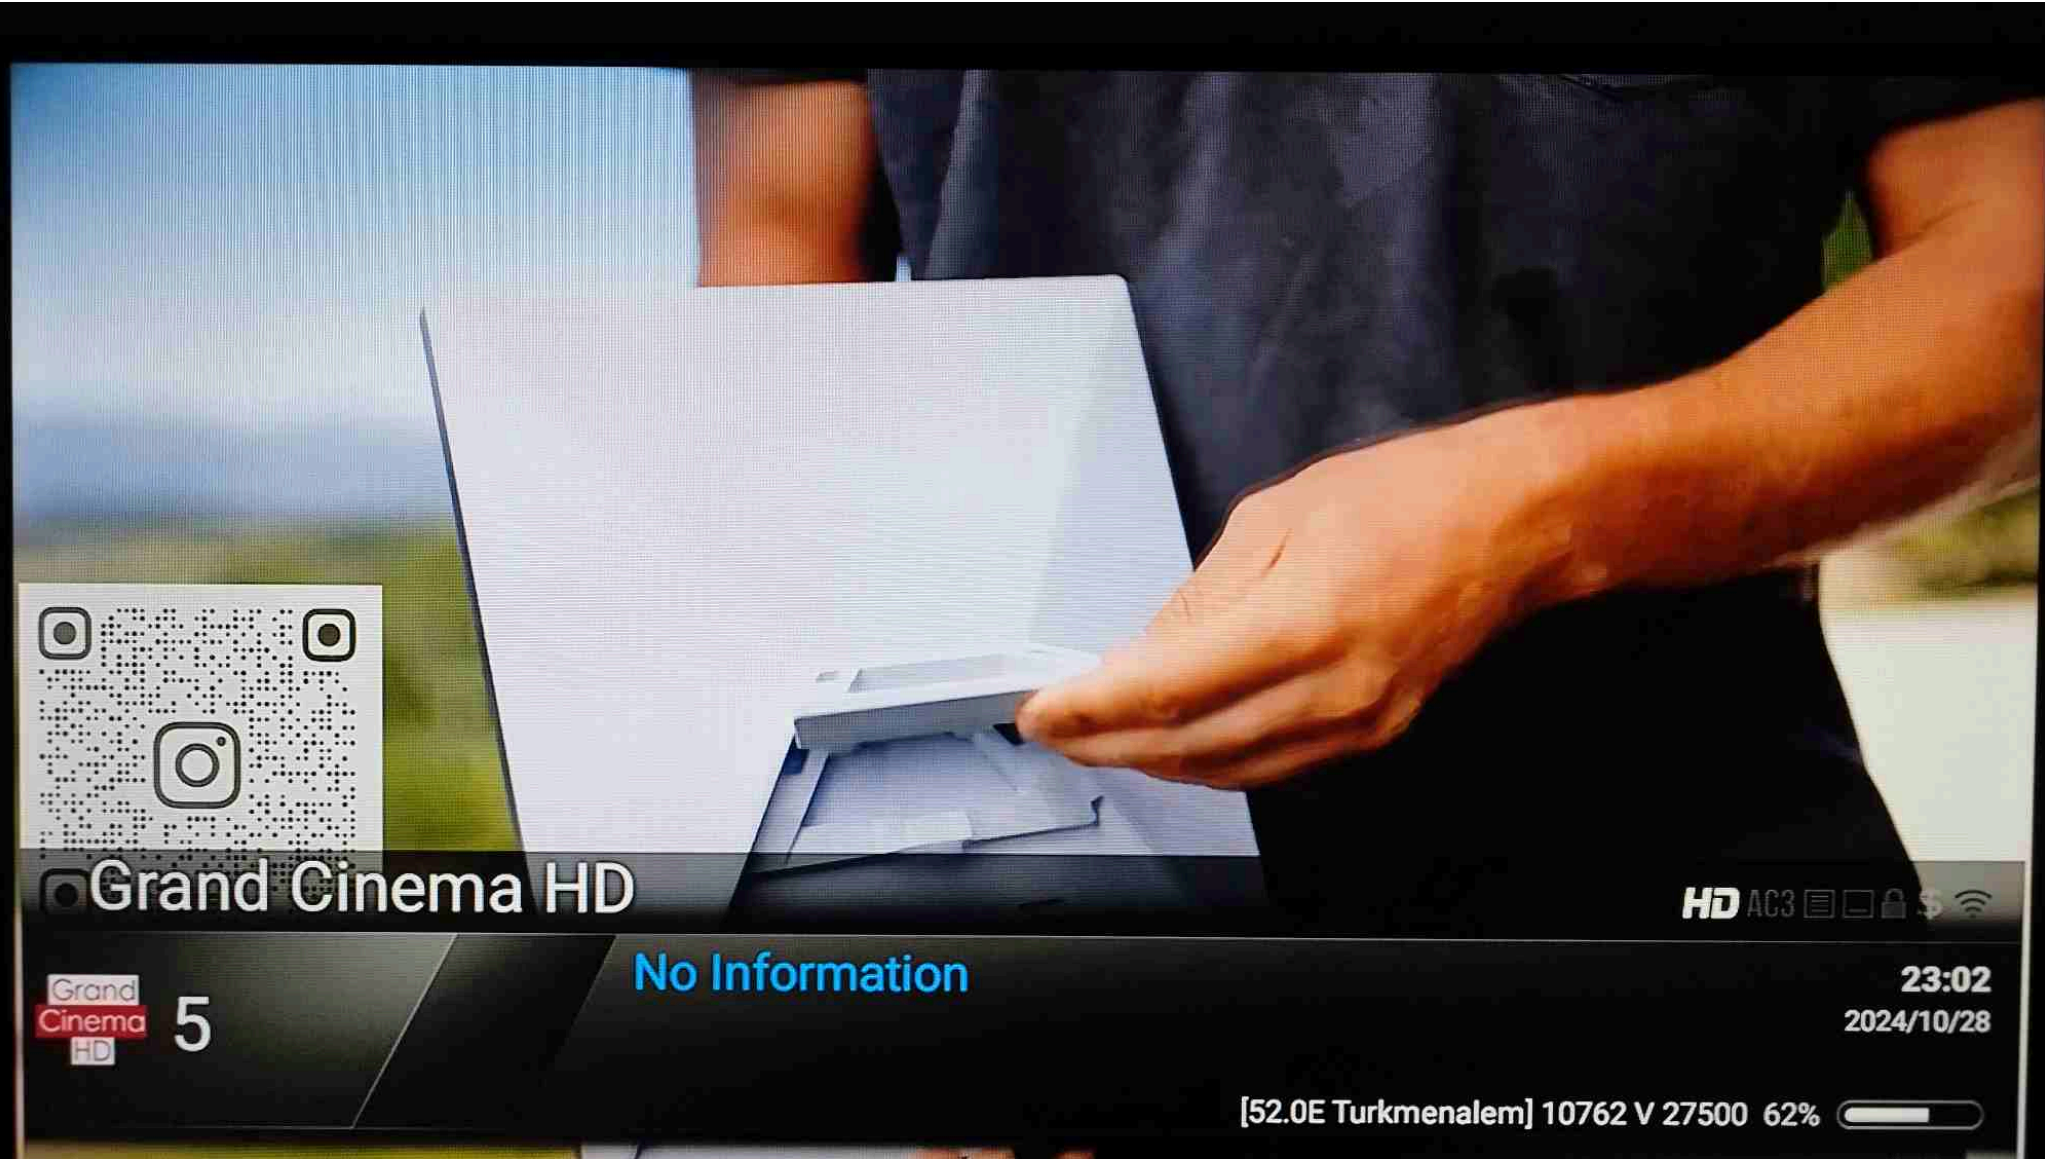 Grand Cinema HD
HD AC3 $
Grand
Cinema
HD
5
No Information
23:02
2024/10/28
[52.0E Turkmenalem] 10762 V 27500 62%